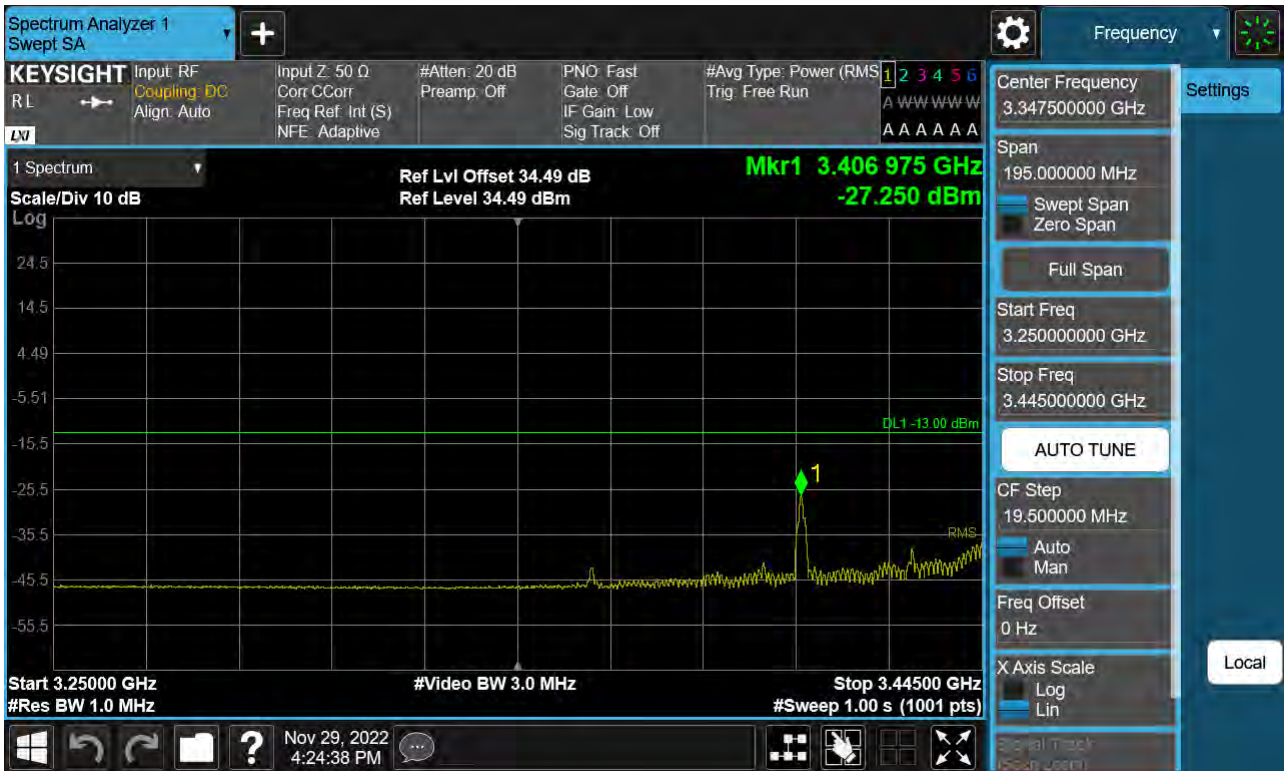 Spectrum Analyzer 1
Swept SA
+
Frequency
KEYSIGHT
RL
LXI
Input: RF
Coupling: DC
Align: Auto
Input Z: 50 Ω
Corr CCorr
Freq Ref: Int (S)
NFE: Adaptive
#Atten: 20 dB
Preamp: Off
PNO: Fast
Gate: Off
IF Gain: Low
Sig Track: Off
#Avg Type: Power (RMS
Trig: Free Run
1 2 3 4 5 6
A W W W W W
A A A A A A
1 Spectrum
Scale/Div 10 dB
Log
Ref Lvl Offset 34.49 dB
Ref Level 34.49 dBm
Mkr1 3.406 975 GHz
-27.250 dBm
24.5
14.5
4.49
-5.51
DL1 -13.00 dBm
-15.5
1
-25.5
-35.5
RMS
-45.5
-55.5
Start 3.25000 GHz
#Res BW 1.0 MHz
#Video BW 3.0 MHz
Stop 3.44500 GHz
#Sweep 1.00 s (1001 pts)
Center Frequency
3.347500000 GHz
Span
195.000000 MHz
Swept Span
Zero Span
Full Span
Start Freq
3.250000000 GHz
Stop Freq
3.445000000 GHz
AUTO TUNE
CF Step
19.500000 MHz
Auto
Man
Freq Offset
0 Hz
X Axis Scale
Log
Lin
Signal Track
(Span Zoom)
Settings
Local
?
Nov 29, 2022
4:24:38 PM